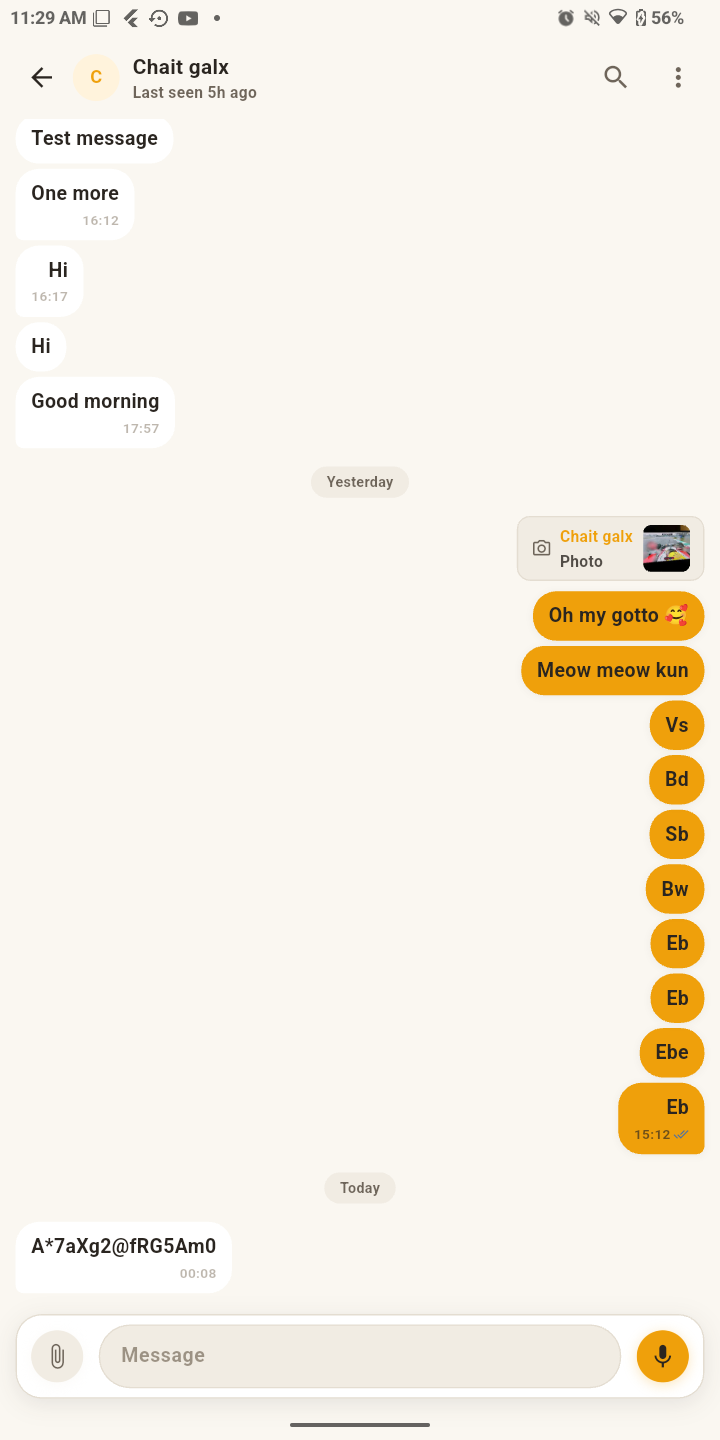 11:29 AM
56%
C
Chait galx
Last seen 5h ago
Test message
One more
16:12
Hi
16:17
Hi
Good morning
17:57
Yesterday
Chait galx
Photo
Oh my gotto 🥰
Meow meow kun
Vs
Bd
Sb
Bw
Eb
Eb
Ebe
Eb
15:12
Today
A*7aXg2@fRG5Am0
00:08
Message